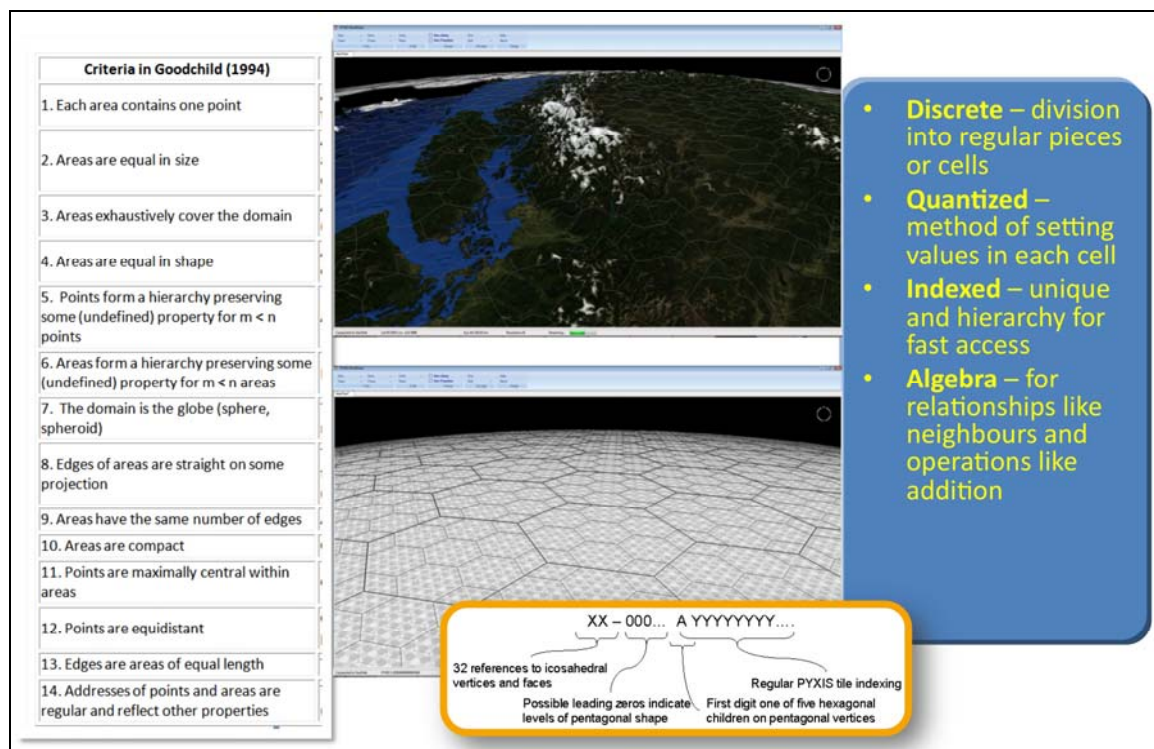 Criteria in Goodchild (1994)
1. Each area contains one point
2. Areas are equal in size
3. Areas exhaustively cover the domain
4. Areas are equal in shape
5. Points form a hierarchy preserving
some (undefined) property for m < n
points
6. Areas form a hierarchy preserving some
(undefined) property for m < n areas
7. The domain is the globe (sphere,
spheroid)
8. Edges of areas are straight on some
projection
9. Areas have the same number of edges
10. Areas are compact
11. Points are maximally central within
areas
12. Points are equidistant
13. Edges are areas of equal length
14. Addresses of points and areas are
regular and reflect other properties
• Discrete – division
into regular pieces
or cells
• Quantized –
method of setting
values in each cell
• Indexed – unique
and hierarchy for
fast access
• Algebra – for
relationships like
neighbours and
operations like
addition
XX – 000... A YYYYYYYY....
32 references to icosahedral
vertices and faces
Possible leading zeros indicate
levels of pentagonal shape
First digit one of five hexagonal
children on pentagonal vertices
Regular PYXIS tile indexing